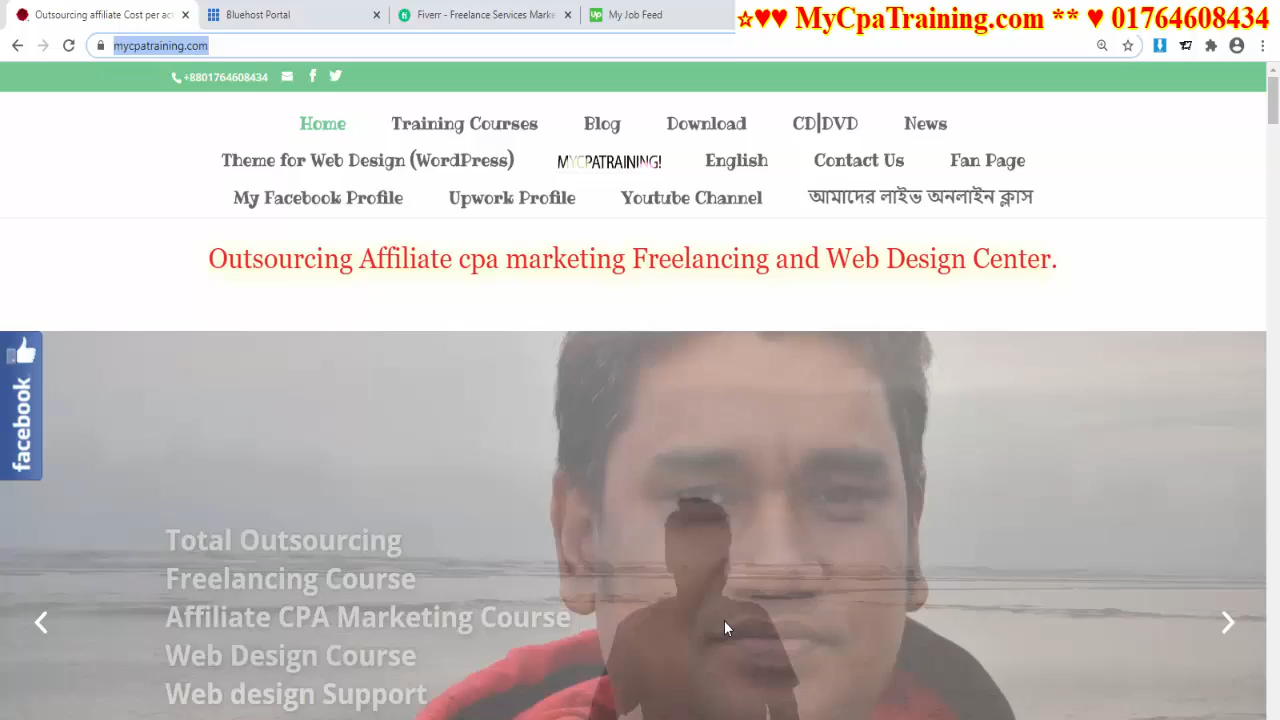 Outsourcing affiliate Cost per ac
Bluehost Portal
Fiverr - Freelance Services Marke
My Job Feed
☆♥♥ MyCpaTraining.com ** ♥ 01764608434
mycpatraining.com
+8801764608434
Home Training Courses Blog Download CD|DVD News
Theme for Web Design (WordPress) MYCPATRAINING! English Contact Us Fan Page
My Facebook Profile Upwork Profile Youtube Channel আমাদের লাইভ অনলাইন ক্লাস
Outsourcing Affiliate cpa marketing Freelancing and Web Design Center.
facebook
Total Outsourcing
Freelancing Course
Affiliate CPA Marketing Course
Web Design Course
Web design Support